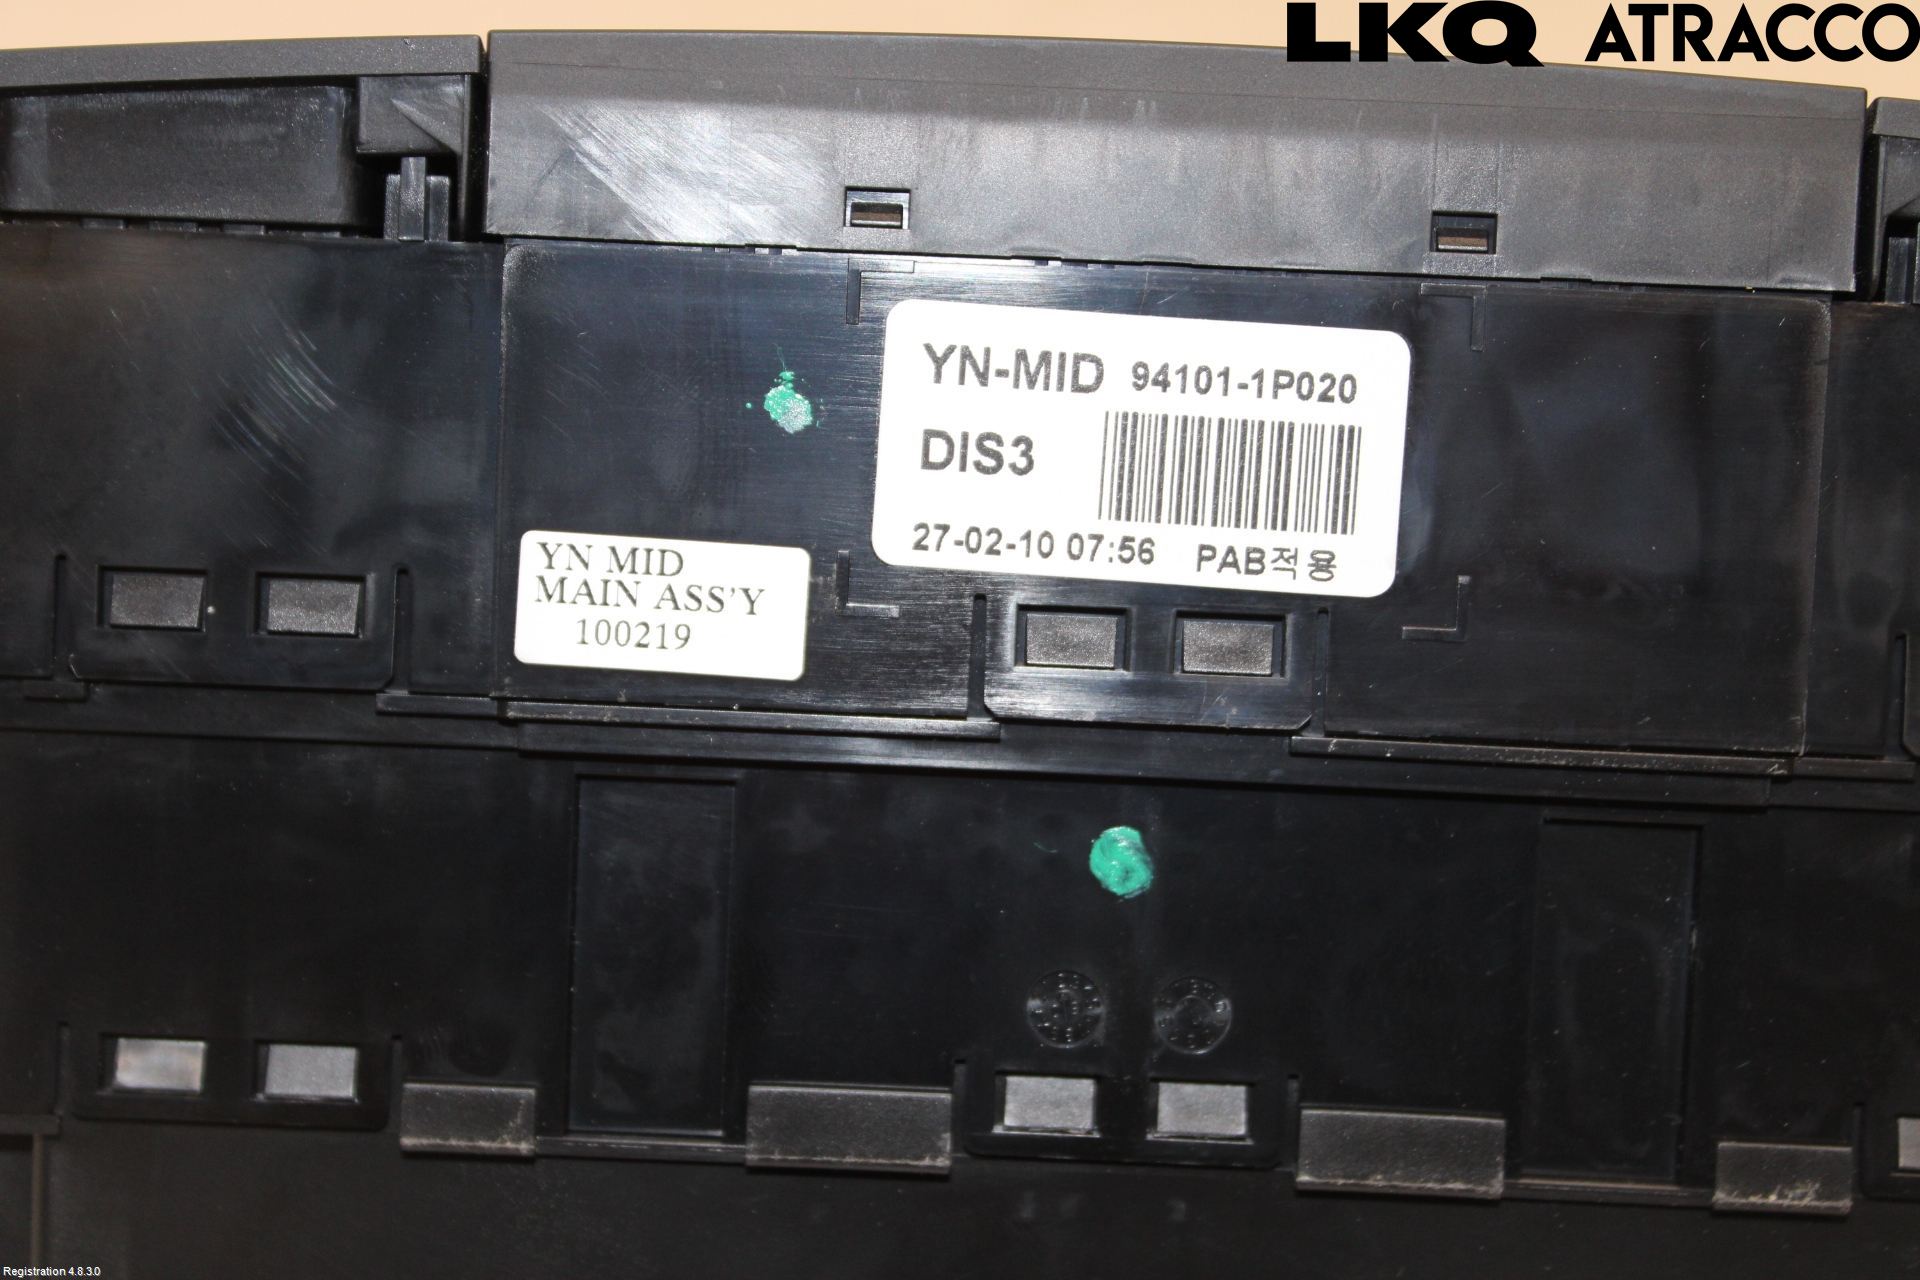 LKQ ATRACCO
YN-MID 94101-1P020
DIS3
27-02-10 07:56 PAB적용
YN MID
MAIN ASS'Y
100219
Registration 4.8.3.0